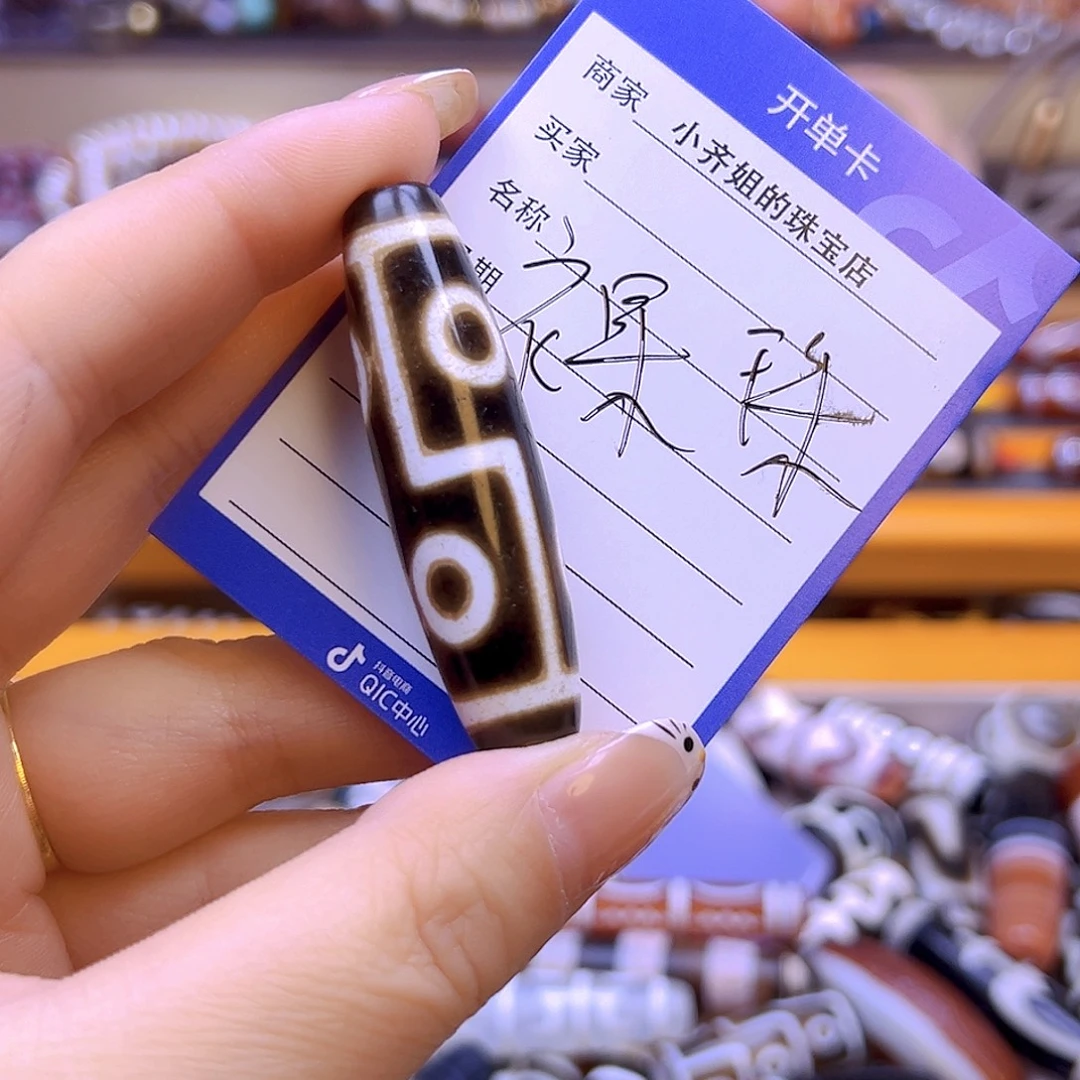 开单卡
商家 小齐姐的珠宝店
买家
名称
期
抖音电商
QIC中心